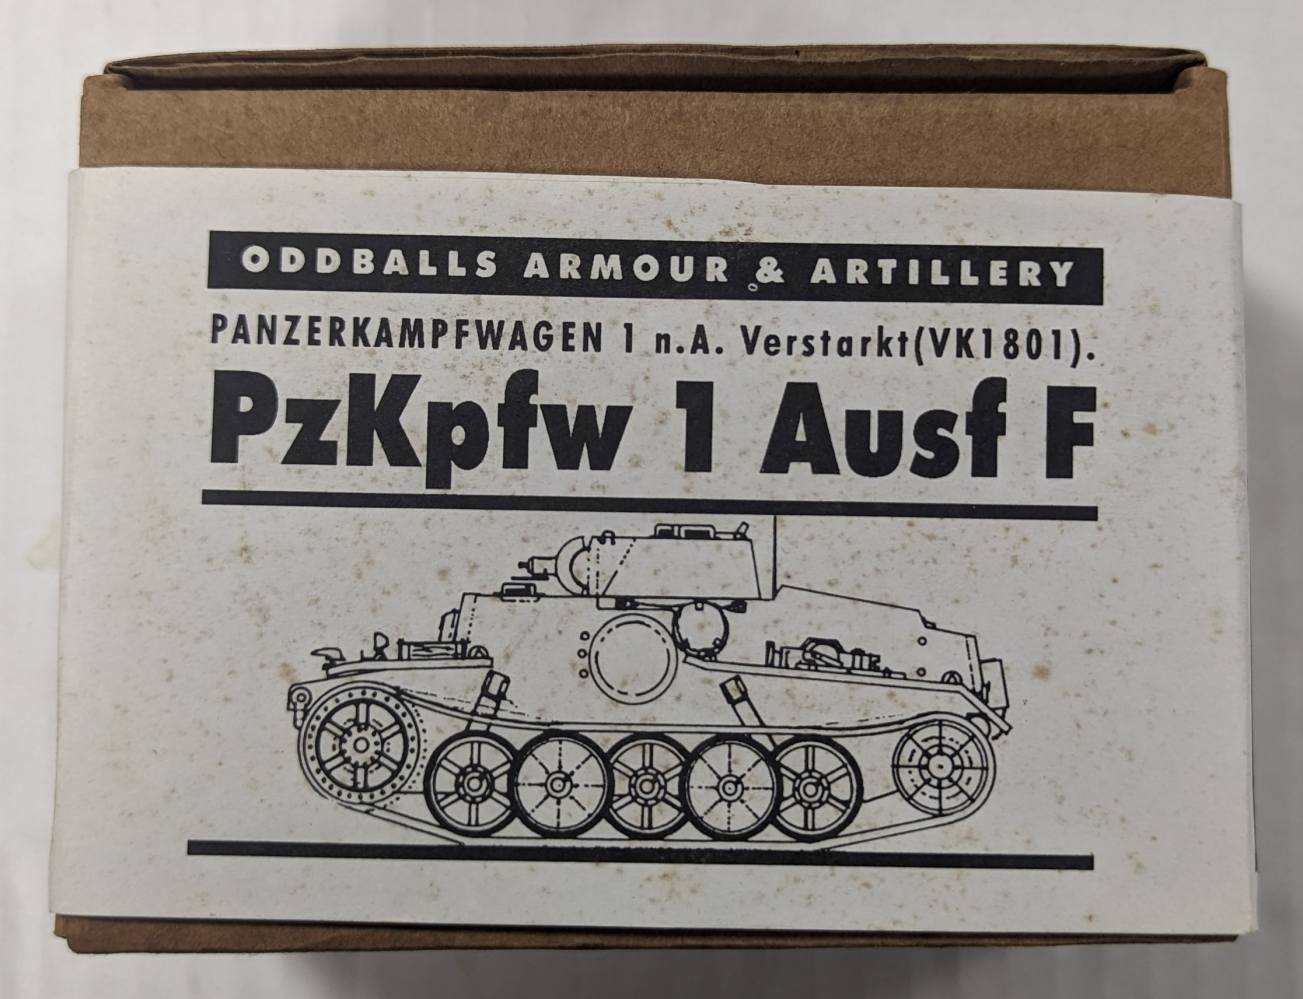 ODDBALLS ARMOUR & ARTILLERY
PANZERKAMPFWAGEN 1 n.A. Verstarkt(VK1801).
PzKpfw 1 Ausf F